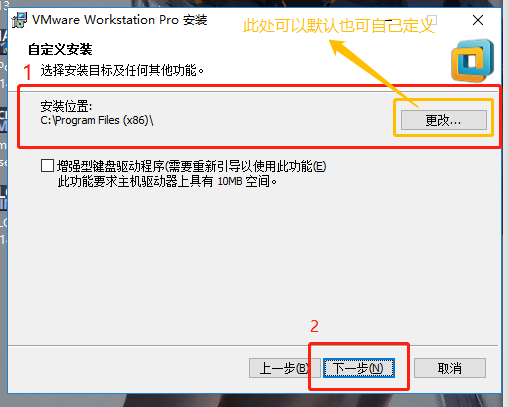 VMware Workstation Pro 安装
此处可以默认也可自己定义
自定义安装
1
选择安装目标及任何其他功能。
安装位置:
C:\Program Files (x86)\
更改...
增强型键盘驱动程序(需要重新引导以使用此功能(E)
此功能要求主机驱动器上具有 10MB 空间。
2
上一步(B)
下一步(N)
取消